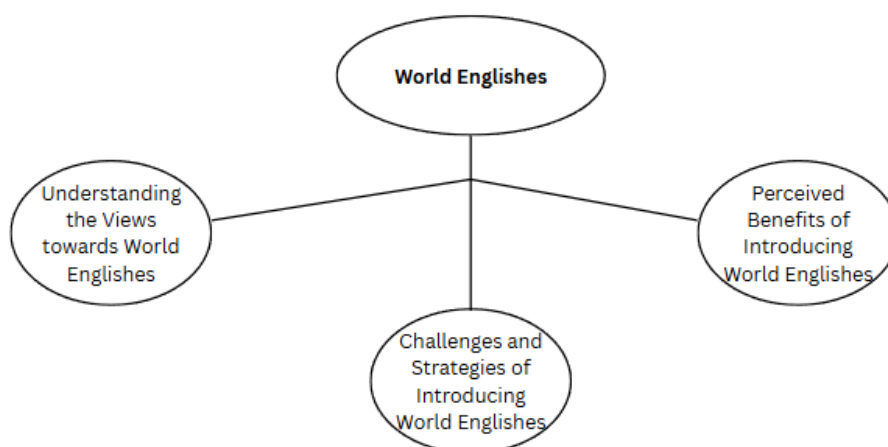 World Englishes
Understanding
the Views
towards World
Englishes
Perceived
Benefits of
Introducing
World Englishes
Challenges and
Strategies of
Introducing
World Englishes